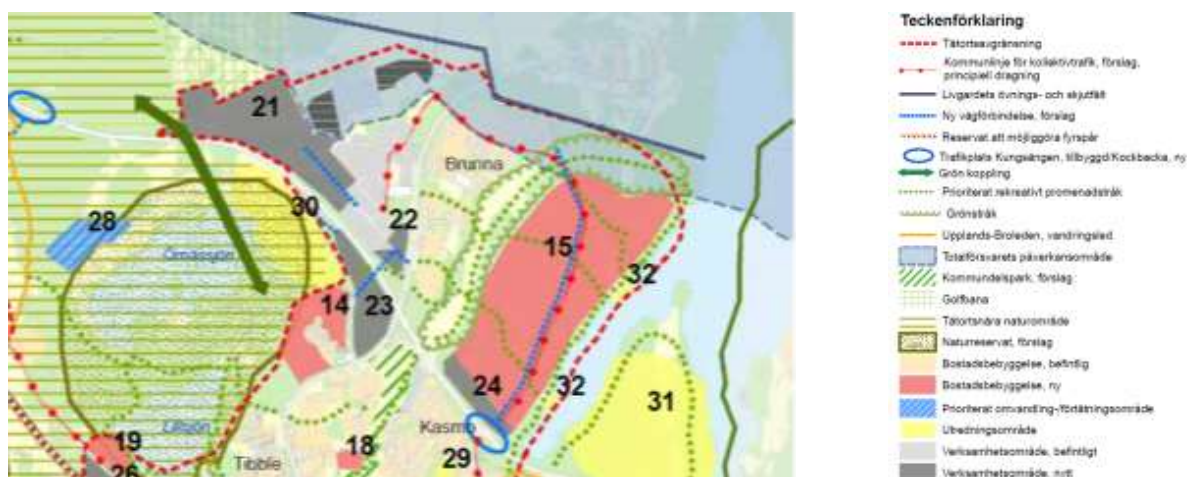 21
Brunna
30
22
28
Örnässjön
15
32
14
23
24
32
31
Kasmo
18
19
Lillsjön
Tibble
29
26
Teckenförklaring
Tätortsavgränsning
Kommunlinje för kollektivtrafik, förslag,
principiell dragning
Livgardets övnings- och skjutfält
Ny vägförbindelse, förslag
Reservat att möjliggöra fyrspår
Trafikplats Kungsängen, tillbyggd/Kockbacka, ny
Grön koppling
Prioriterat rekreativt promenadstråk
Grönstråk
Upplands-Broleden, vandringsled
Totalförsvarets påverkansområde
Kommundelspark, förslag
Golfbana
Tätortsnära naturområde
Naturreservat, förslag
Bostadsbebyggelse, befintlig
Bostadsbebyggelse, ny
Prioriterat omvandling-/förtätningsområde
Utredningsområde
Verksamhetsområde, befintligt
Verksamhetsområde, nytt